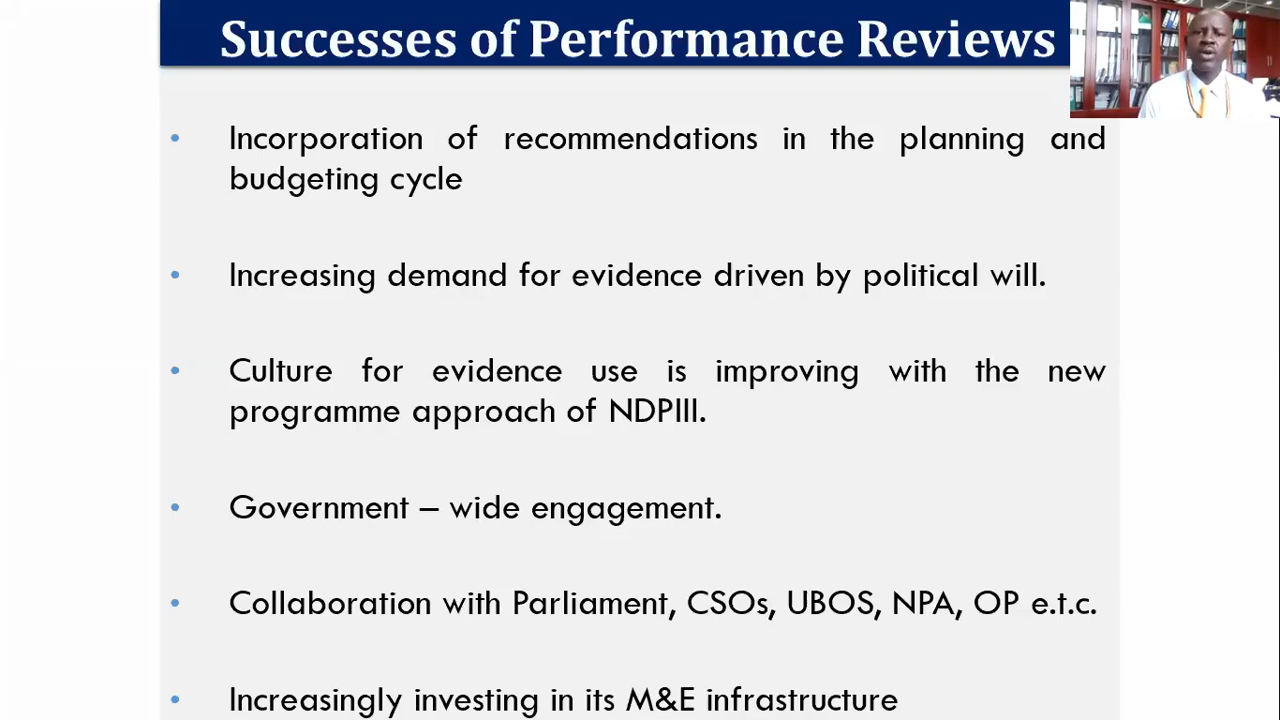 Successes of Performance Reviews
• Incorporation of recommendations in the planning and
budgeting cycle
• Increasing demand for evidence driven by political will.
• Culture for evidence use is improving with the new
programme approach of NDPIII.
• Government – wide engagement.
• Collaboration with Parliament, CSOs, UBOS, NPA, OP e.t.c.
• Increasingly investing in its M&E infrastructure